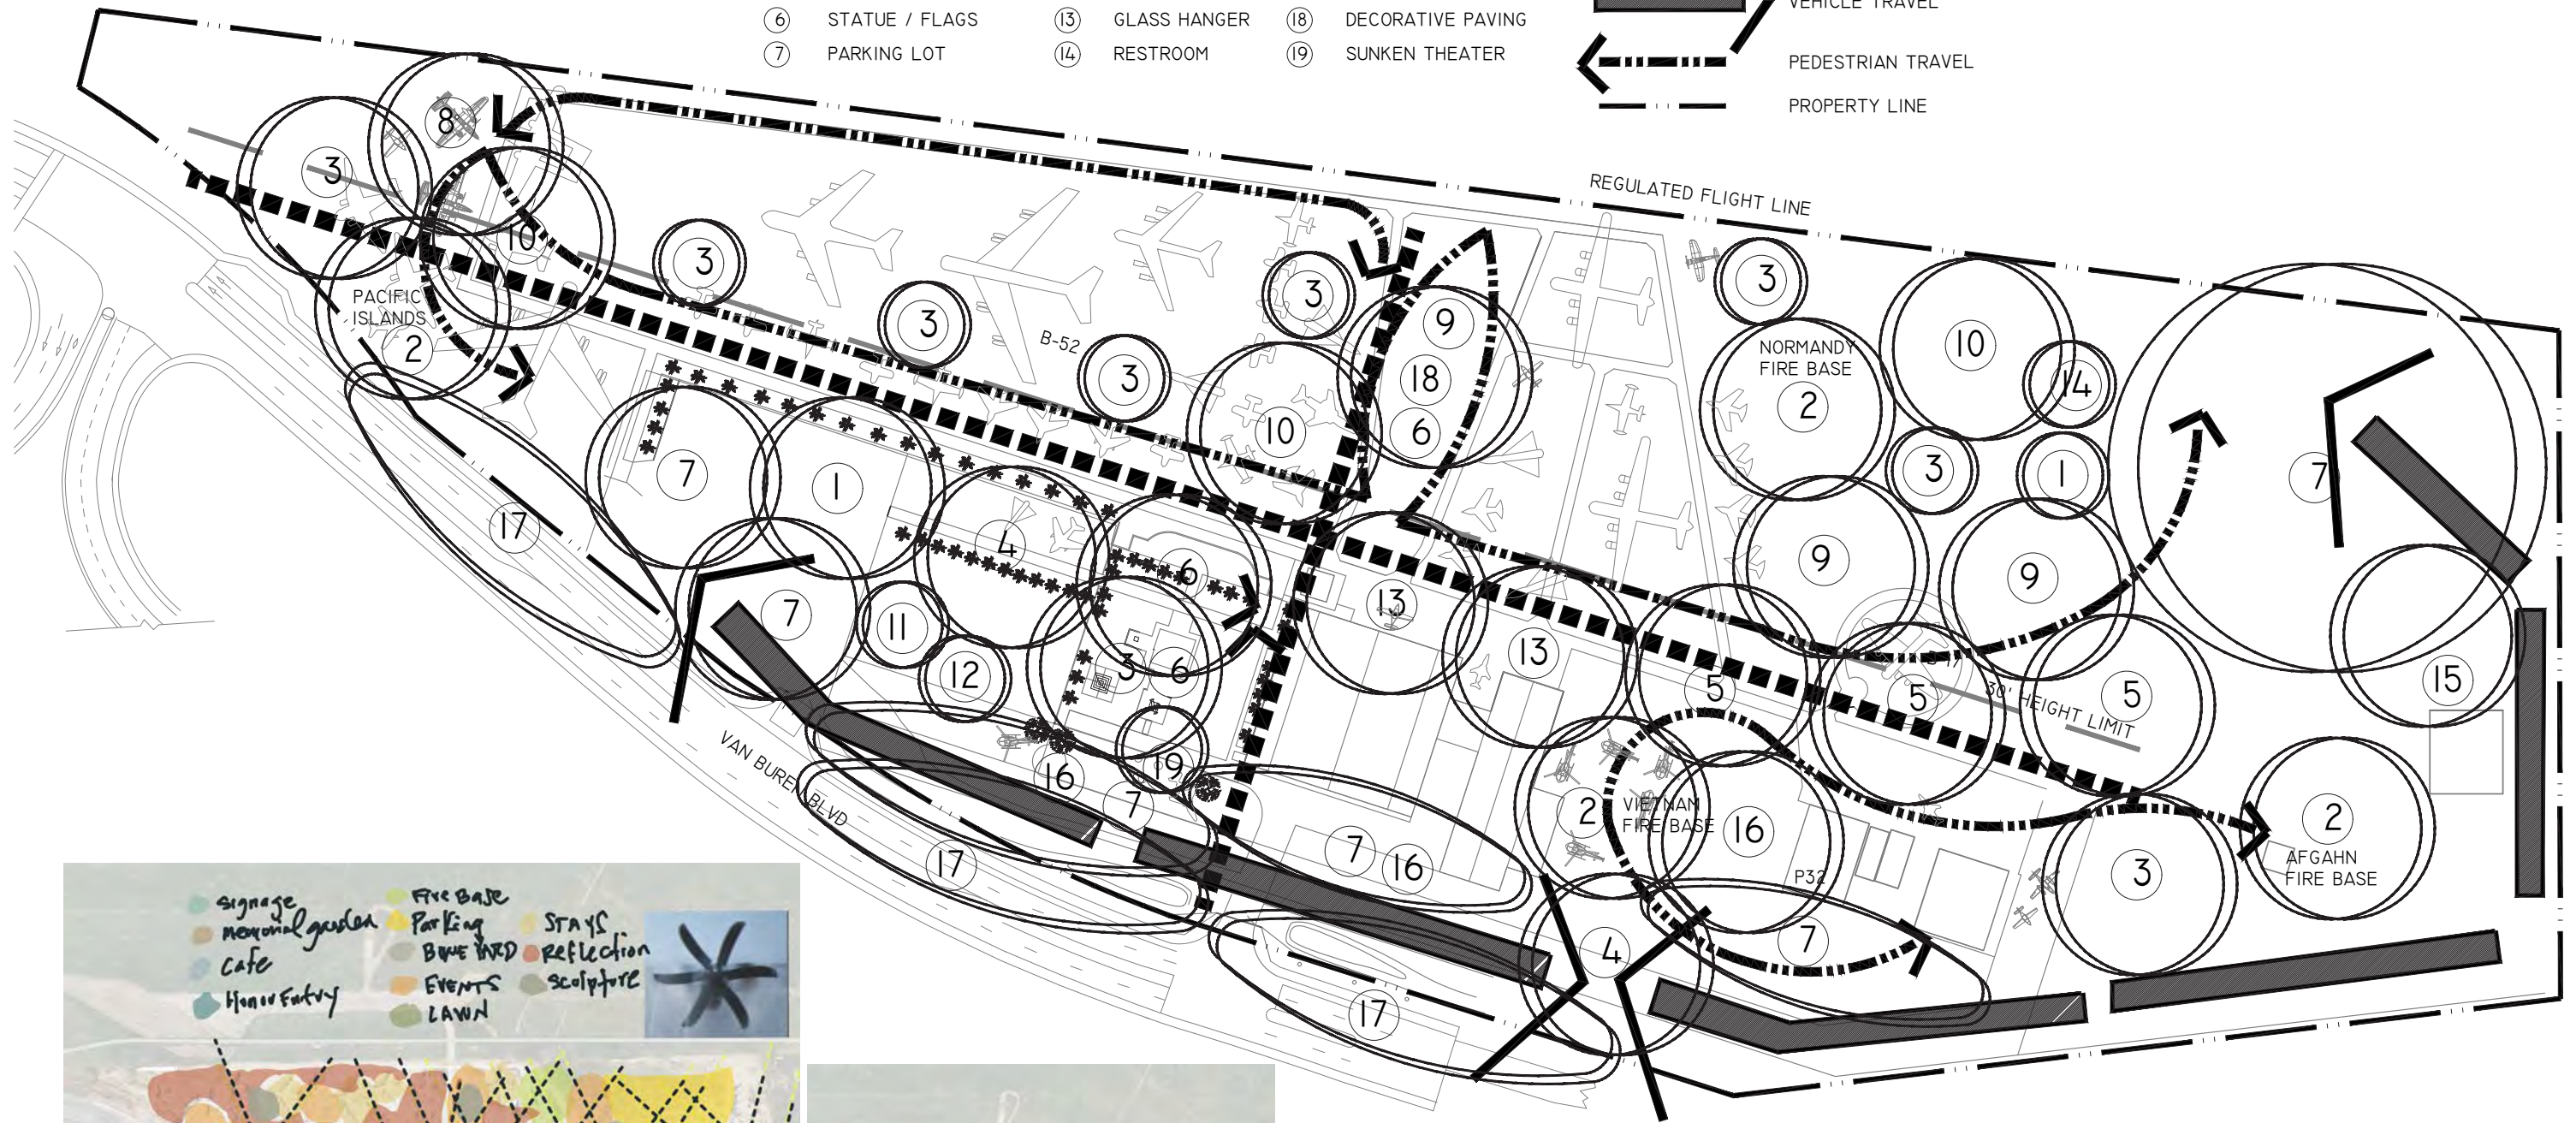 6 STATUE / FLAGS 13 GLASS HANGER 18 DECORATIVE PAVING
7 PARKING LOT 14 RESTROOM 19 SUNKEN THEATER
VEHICLE TRAVEL
PEDESTRIAN TRAVEL
PROPERTY LINE
REGULATED FLIGHT LINE
8
3
10
PACIFIC
ISLANDS
2
3
3
B-52
3
3
9
18
6
10
3
NORMANDY
FIRE BASE
2
10
14
3
1
7
17
7
1
4
6
13
9
9
7
11
12
3
6
13
5
5
5
15
30' HEIGHT LIMIT
VAN BUREN BLVD
16
19
7
2
VIETNAM
FIRE BASE
16
2
AFGAHN
FIRE BASE
17
7
16
P32
3
7
4
17
signage
memorial garden
cafe
Honor Entry
Fire Base
Parking
BONE YARD
EVENTS
LAWN
STAYS
Reflection
Sculpture